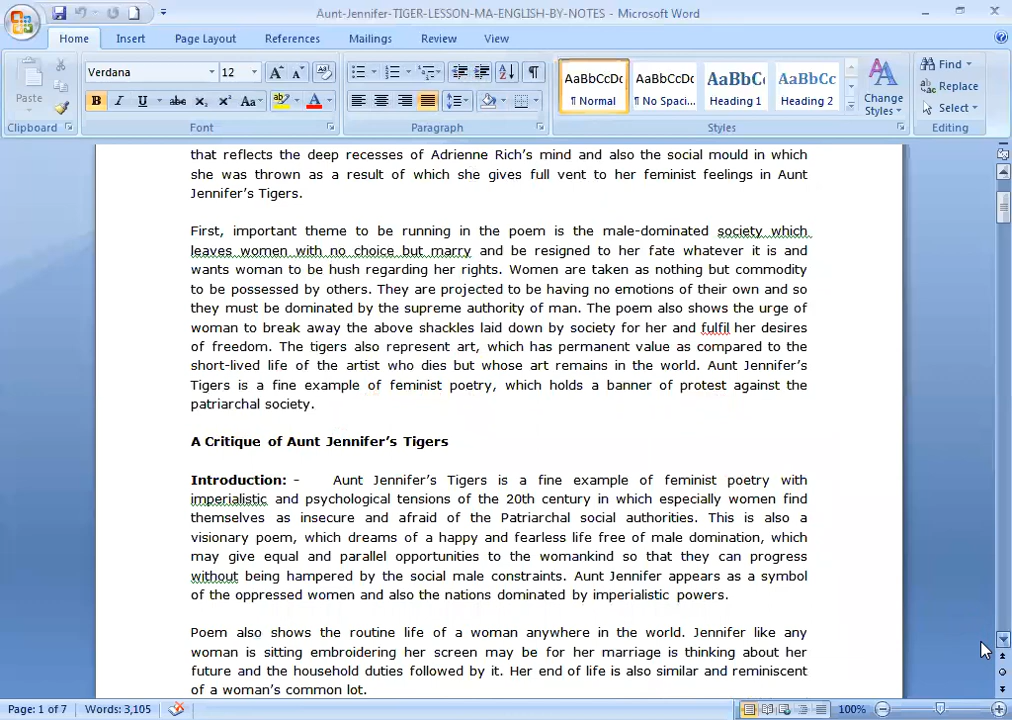 Aunt-Jennifer-TIGER-LESSON-MA-ENGLISH-BY-NOTES - Microsoft Word
Home Insert Page Layout References Mailings Review View
Paste
Clipboard
Verdana 12
Font
Paragraph
AaBbCcDc ¶ Normal
AaBbCcDc ¶ No Spaci...
AaBbC Heading 1
AaBbCc Heading 2
Change Styles
Styles
Find
Replace
Select
Editing
that reflects the deep recesses of Adrienne Rich's mind and also the social mould in which
she was thrown as a result of which she gives full vent to her feminist feelings in Aunt
Jennifer's Tigers.
First, important theme to be running in the poem is the male-dominated society which
leaves women with no choice but marry and be resigned to her fate whatever it is and
wants woman to be hush regarding her rights. Women are taken as nothing but commodity
to be possessed by others. They are projected to be having no emotions of their own and so
they must be dominated by the supreme authority of man. The poem also shows the urge of
woman to break away the above shackles laid down by society for her and fulfil her desires
of freedom. The tigers also represent art, which has permanent value as compared to the
short-lived life of the artist who dies but whose art remains in the world. Aunt Jennifer's
Tigers is a fine example of feminist poetry, which holds a banner of protest against the
patriarchal society.
A Critique of Aunt Jennifer's Tigers
Introduction: - Aunt Jennifer's Tigers is a fine example of feminist poetry with
imperialistic and psychological tensions of the 20th century in which especially women find
themselves as insecure and afraid of the Patriarchal social authorities. This is also a
visionary poem, which dreams of a happy and fearless life free of male domination, which
may give equal and parallel opportunities to the womankind so that they can progress
without being hampered by the social male constraints. Aunt Jennifer appears as a symbol
of the oppressed women and also the nations dominated by imperialistic powers.
Poem also shows the routine life of a woman anywhere in the world. Jennifer like any
woman is sitting embroidering her screen may be for her marriage is thinking about her
future and the household duties followed by it. Her end of life is also similar and reminiscent
of a woman's common lot.
Page: 1 of 7 Words: 3,105 100%